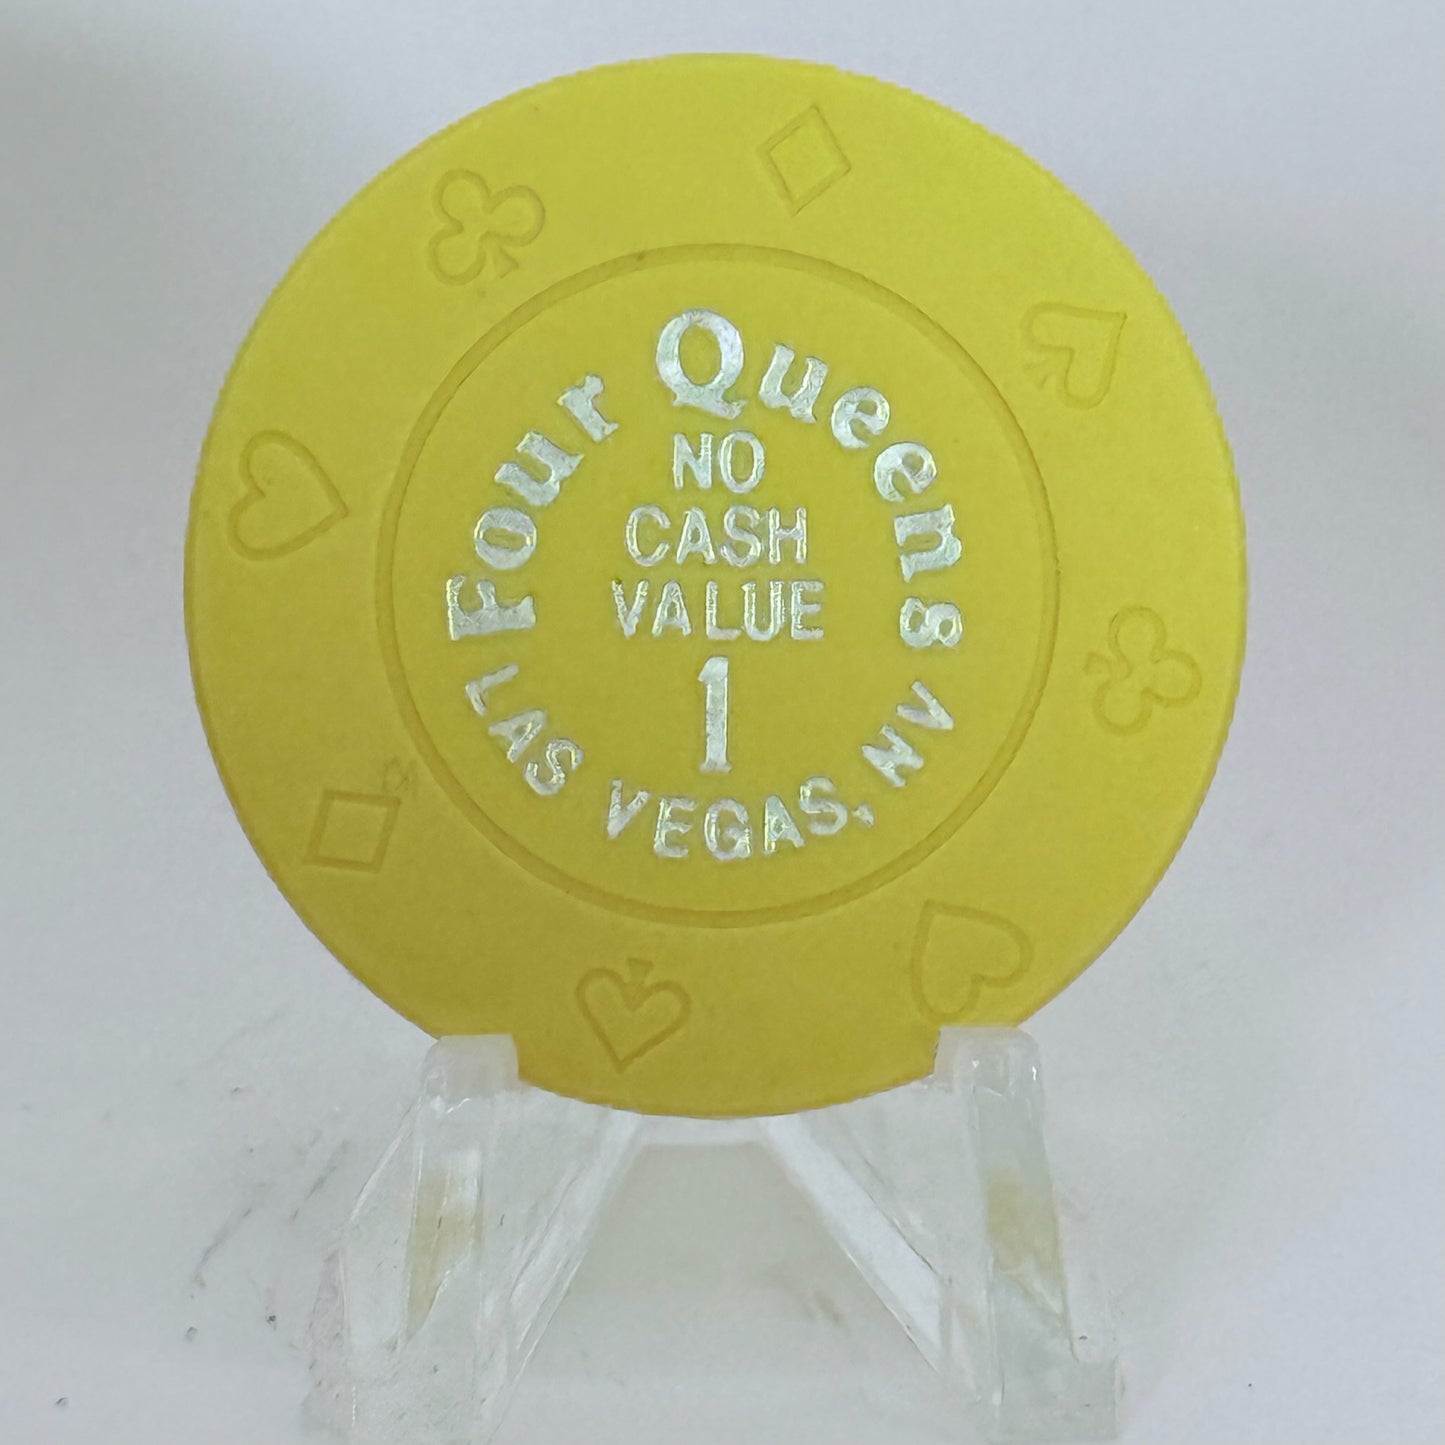 Four Queens
NO
CASH
VALUE
1
LAS VEGAS, NV